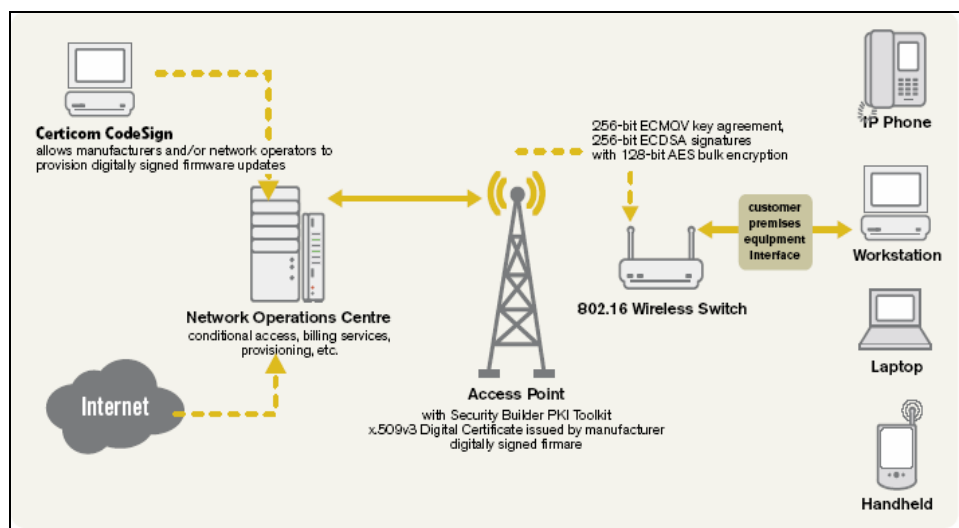 Certicom CodeSign
allows manufacturers and/or network operators to
provision digitally signed firmware updates
Network Operations Centre
conditional access, billing services,
provisioning, etc.
Internet
Access Point
with Security Builder PKI Toolkit
x.509v3 Digital Certificate issued by manufacturer
digitally signed firmare
256-bit ECMQV key agreement,
256-bit ECDSA signatures
with 128-bit AES bulk encryption
802.16 Wireless Switch
customer
premises
equipment
interface
IP Phone
Workstation
Laptop
Handheld